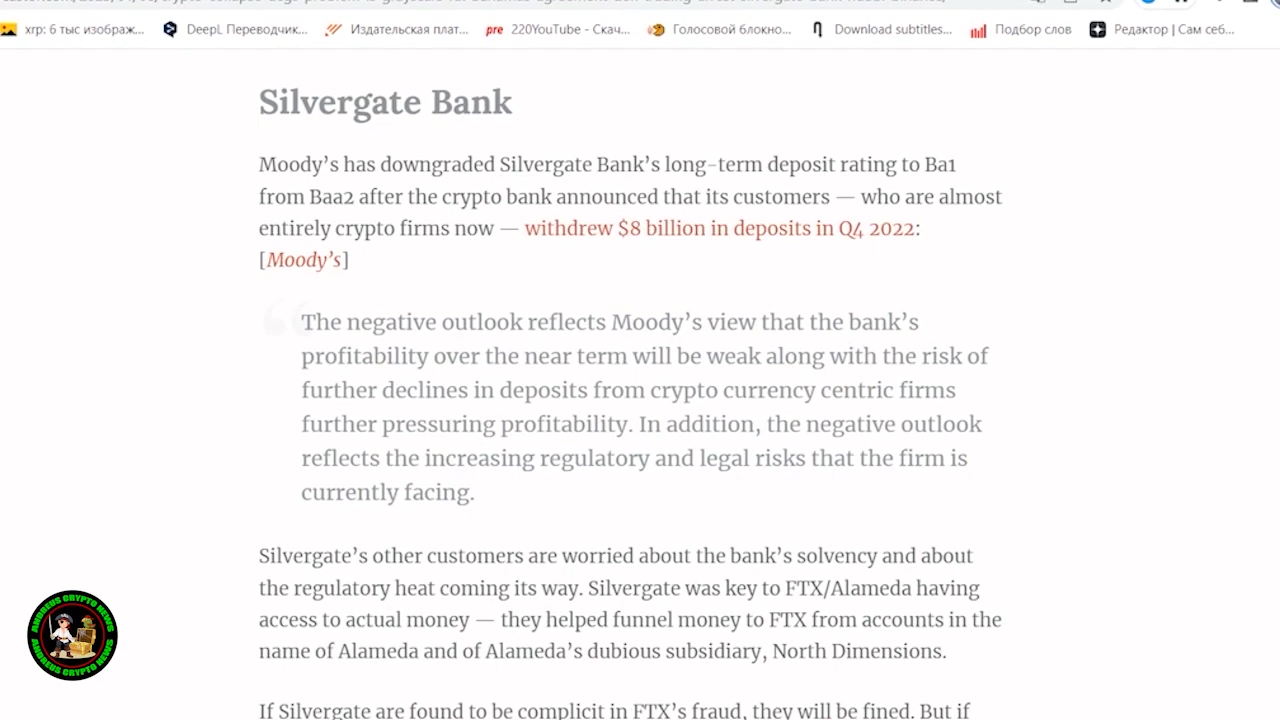 xrp: 6 тыс изображ...
DeepL Переводчик...
Издательская плат...
pre 220YouTube - Скач...
Голосовой блокно...
Download subtitles...
Подбор слов
Редактор | Сам себ...
Silvergate Bank
Moody’s has downgraded Silvergate Bank’s long-term deposit rating to Ba1
from Baa2 after the crypto bank announced that its customers — who are almost
entirely crypto firms now — withdrew $8 billion in deposits in Q4 2022:
[Moody’s]
“The negative outlook reflects Moody’s view that the bank’s
profitability over the near term will be weak along with the risk of
further declines in deposits from crypto currency centric firms
further pressuring profitability. In addition, the negative outlook
reflects the increasing regulatory and legal risks that the firm is
currently facing.
Silvergate’s other customers are worried about the bank’s solvency and about
the regulatory heat coming its way. Silvergate was key to FTX/Alameda having
access to actual money — they helped funnel money to FTX from accounts in the
name of Alameda and of Alameda’s dubious subsidiary, North Dimensions.
If Silvergate are found to be complicit in FTX’s fraud, they will be fined. But if
ANDREUS CRYPTO NEWS
ANDREUS CRYPTO NEWS